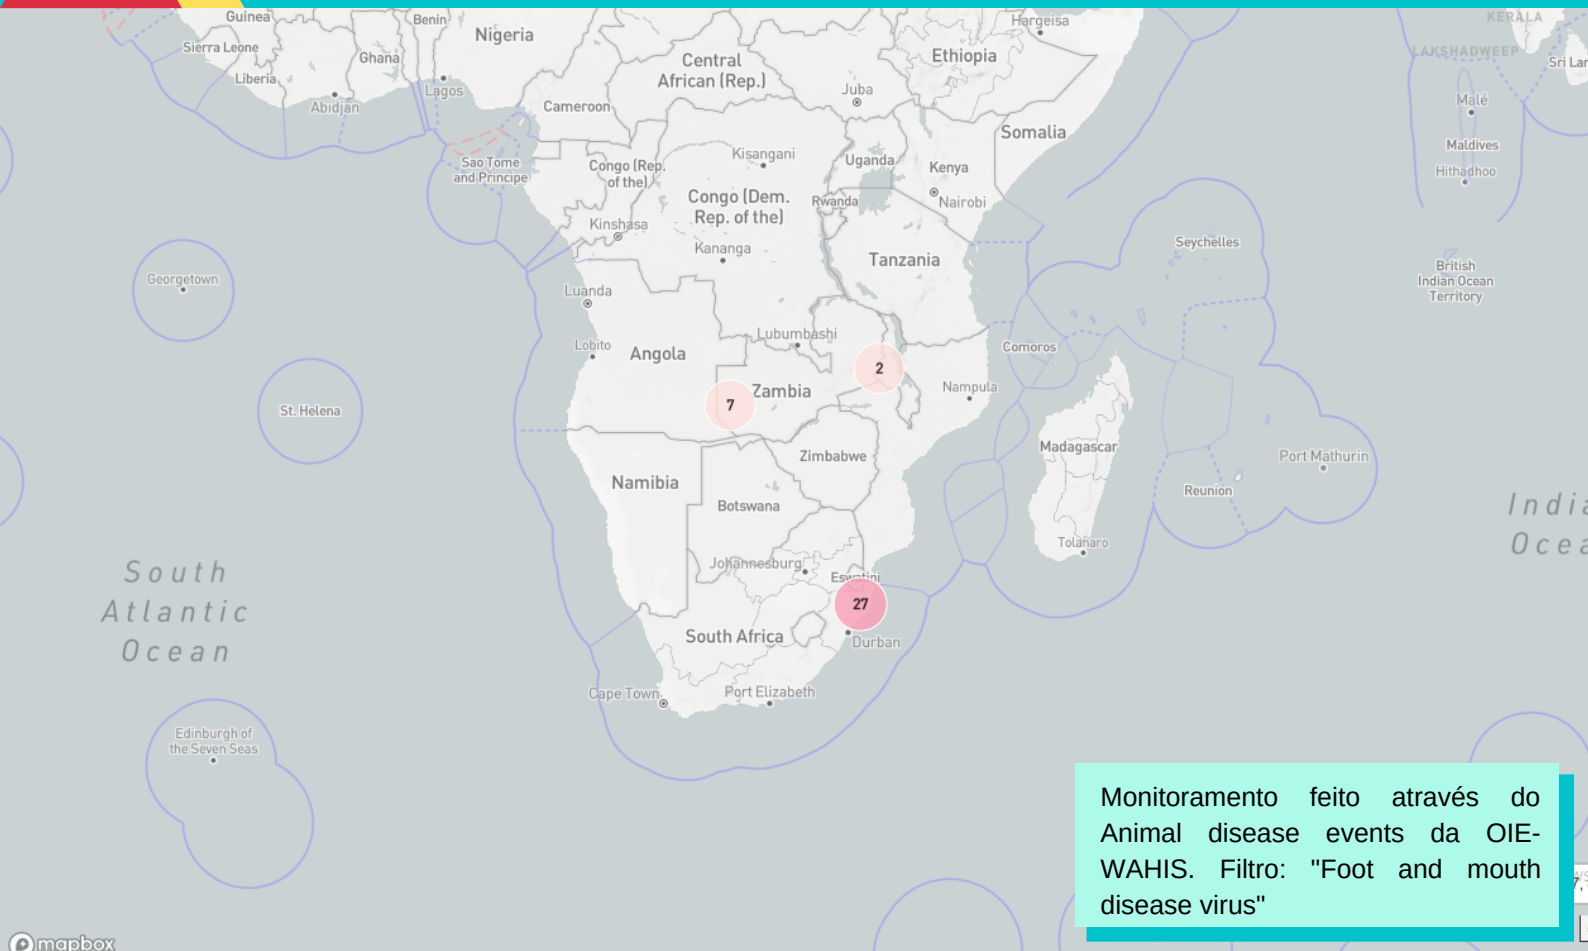 Guinea
Benin
Hargeisa
KERALA
Nigeria
Sierra Leone
Ghana
Central
African (Rep.)
Ethiopia
LAKSHADWEEP
Liberia
Lagos
Juba
Abidjan
Cameroon
Malé
Somalia
Maldives
Sao Tome
and Principe
Congo (Rep.
of the)
Kisangani
Uganda
Kenya
Hithadhoo
Congo (Dem.
Rep. of the)
Rwanda
Nairobi
Kinshasa
Kananga
Seychelles
Tanzania
Georgetown
British
Indian Ocean
Territory
Luanda
Lubumbashi
Lobito
Angola
Comoros
2
Zambia
Nampula
7
St. Helena
Madagascar
Zimbabwe
Port Mathurin
Namibia
Reunion
Botswana
Tolanaro
Johannesburg
Eswatini
South
Atlantic
Ocean
27
South Africa
Durban
Cape Town
Port Elizabeth
Edinburgh of
the Seven Seas
Monitoramento feito através do
Animal disease events da OIE-
WAHIS. Filtro: "Foot and mouth
disease virus"
mapbox